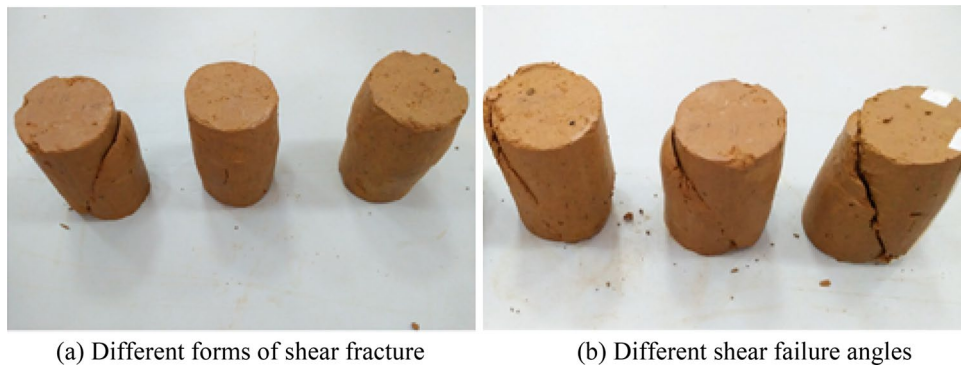 (a) Different forms of shear fracture
(b) Different shear failure angles